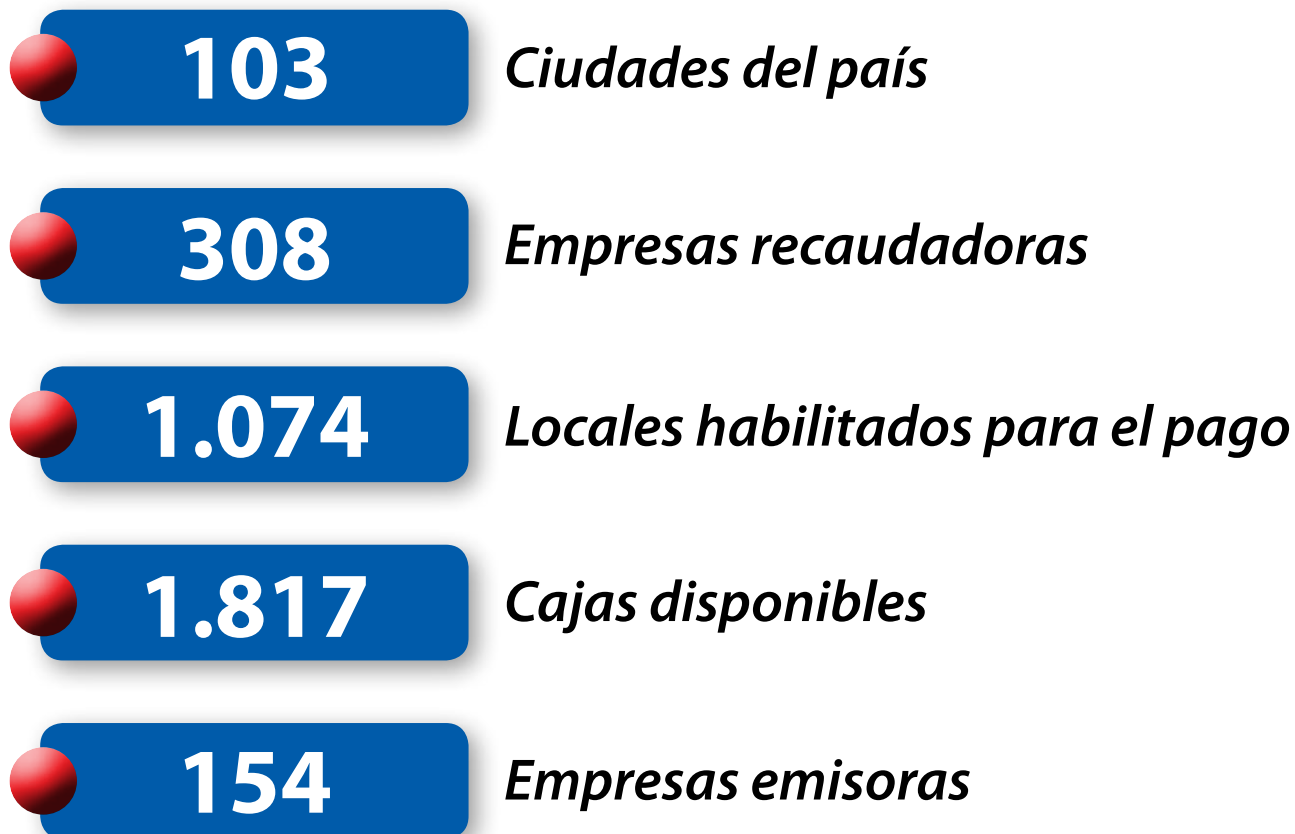 103 Ciudades del país
308 Empresas recaudadoras
1.074 Locales habilitados para el pago
1.817 Cajas disponibles
154 Empresas emisoras